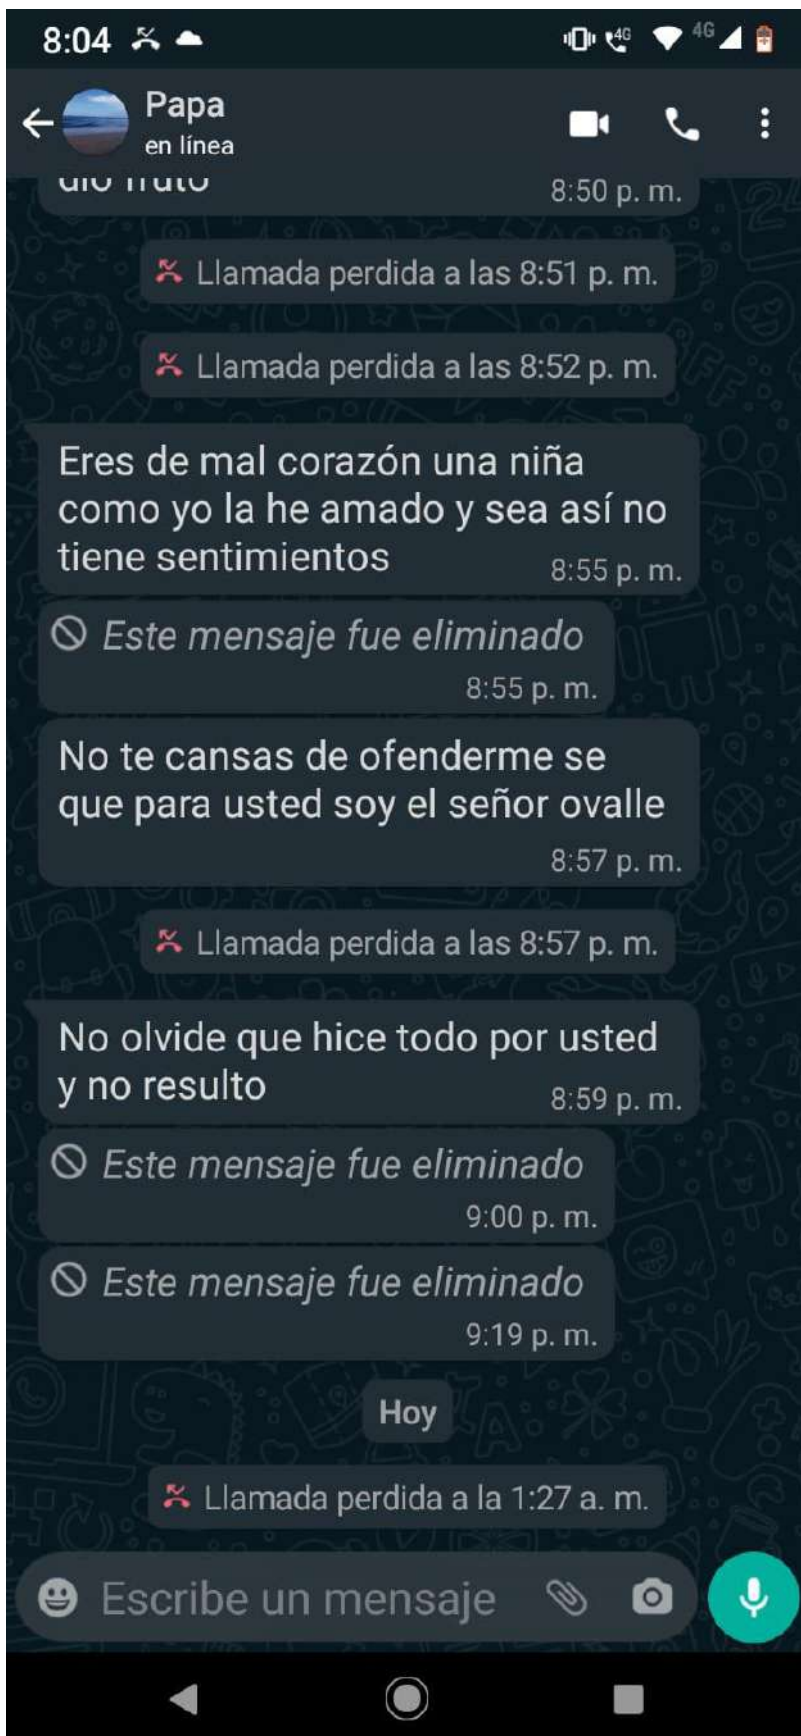 8:04
4G
4G
Papa
en línea
dio fruto
8:50 p. m.
Llamada perdida a las 8:51 p. m.
Llamada perdida a las 8:52 p. m.
Eres de mal corazón una niña
como yo la he amado y sea así no
tiene sentimientos
8:55 p. m.
Este mensaje fue eliminado
8:55 p. m.
No te cansas de ofenderme se
que para usted soy el señor ovalle
8:57 p. m.
Llamada perdida a las 8:57 p. m.
No olvide que hice todo por usted
y no resulto
8:59 p. m.
Este mensaje fue eliminado
9:00 p. m.
Este mensaje fue eliminado
9:19 p. m.
Hoy
Llamada perdida a la 1:27 a. m.
Escribe un mensaje